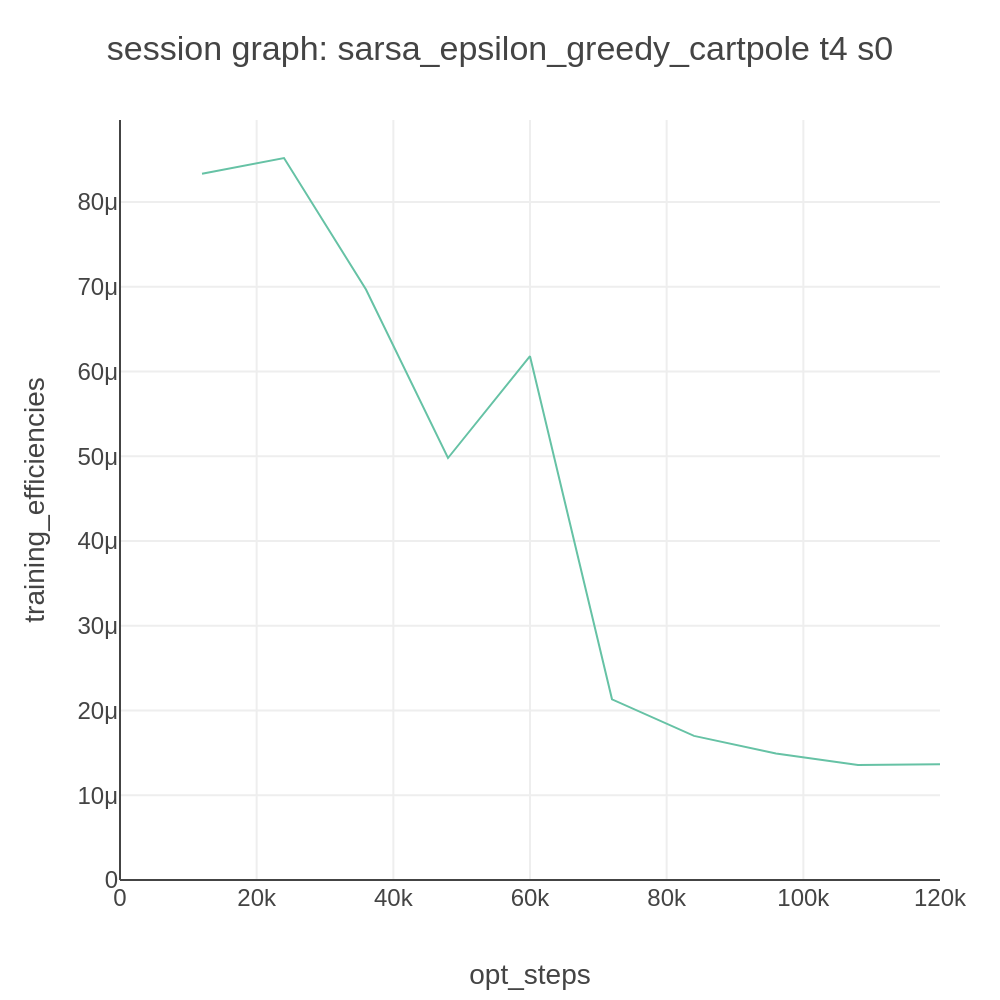 session graph: sarsa_epsilon_greedy_cartpole t4 s0
training_efficiencies
80μ
70μ
60μ
50μ
40μ
30μ
20μ
10μ
0
0 20k 40k 60k 80k 100k 120k
opt_steps